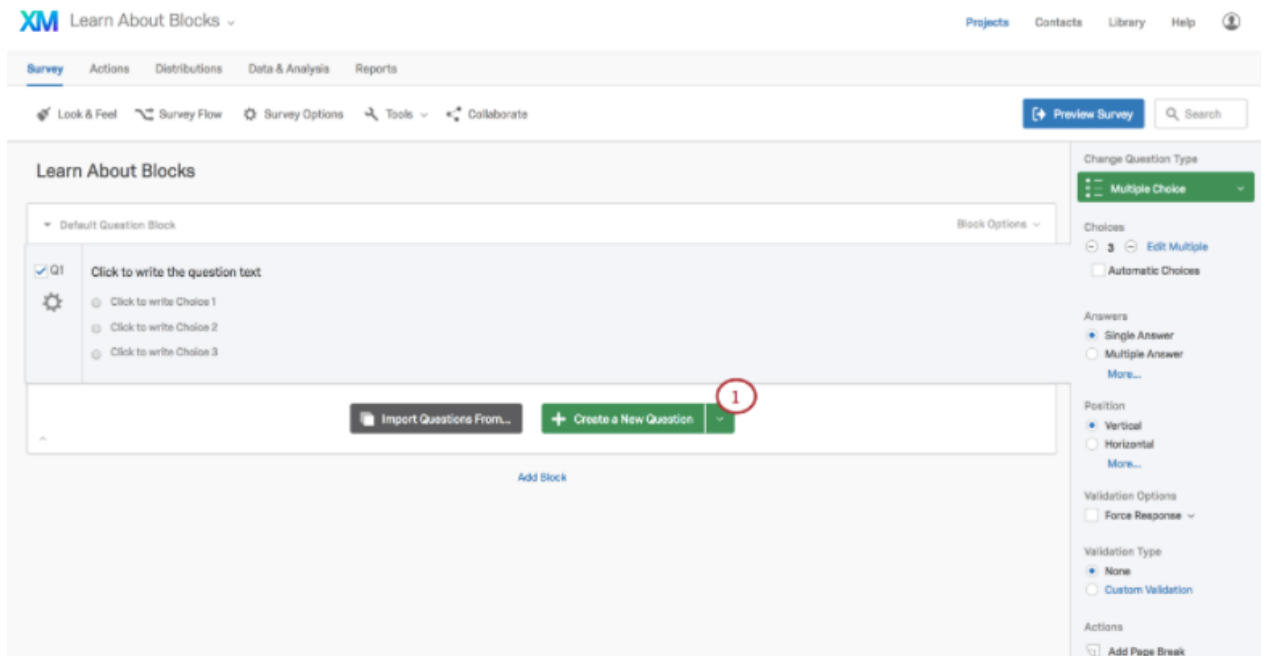 XM Learn About Blocks
Projects Contacts Library Help
Survey Actions Distributions Data & Analysis Reports
Look & Feel Survey Flow Survey Options Tools Collaborate
Preview Survey Search
Learn About Blocks
Default Question Block Block Options
Q1 Click to write the question text
Click to write Choice 1
Click to write Choice 2
Click to write Choice 3
Import Questions From... + Create a New Question 1
Add Block
Change Question Type
Multiple Choice
Choices
3 Edit Multiple
Automatic Choices
Answers
Single Answer
Multiple Answer
More...
Position
Vertical
Horizontal
More...
Validation Options
Force Response
Validation Type
None
Custom Validation
Actions
Add Page Break